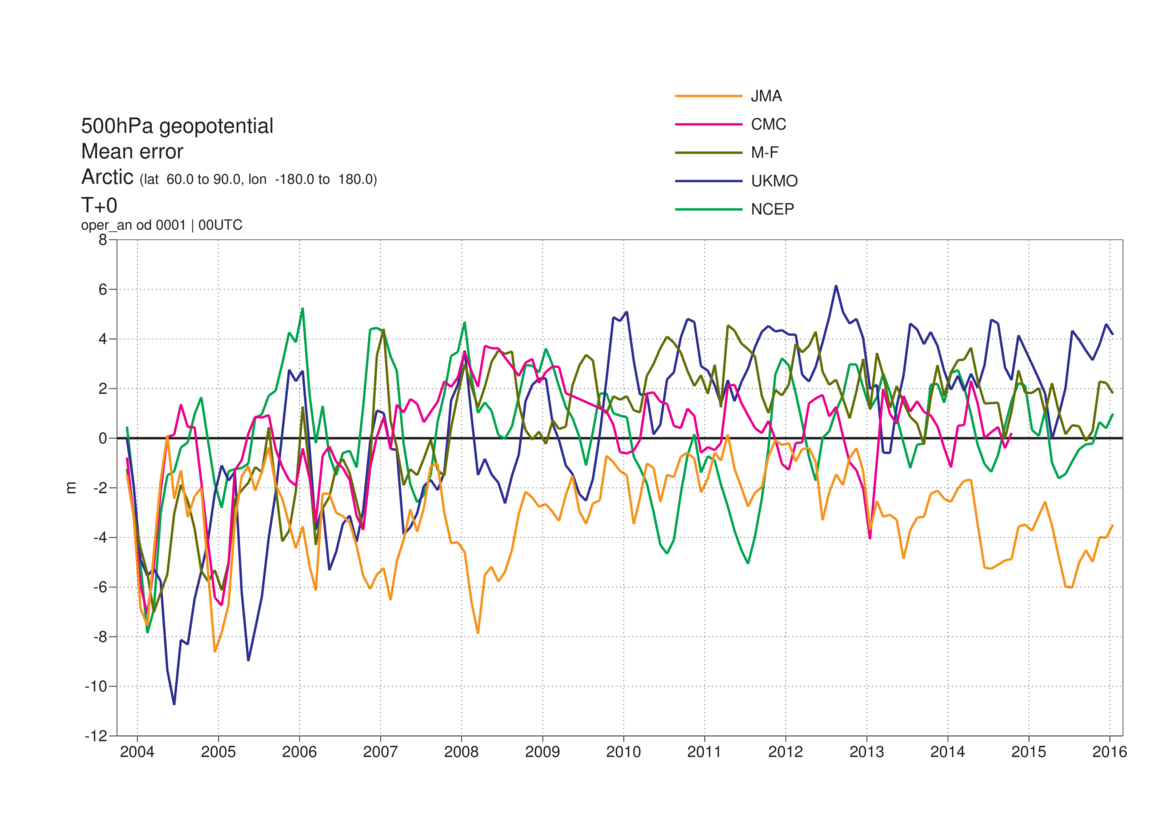 JMA
500hPa geopotential
CMC
Mean error
M-F
Arctic (lat 60.0 to 90.0, lon -180.0 to 180.0)
UKMO
T+0
NCEP
oper_an od 0001 | 00UTC
8
6
4
2
0
-2
m
-4
-6
-8
-10
-12
2004 2005 2006 2007 2008 2009 2010 2011 2012 2013 2014 2015 2016